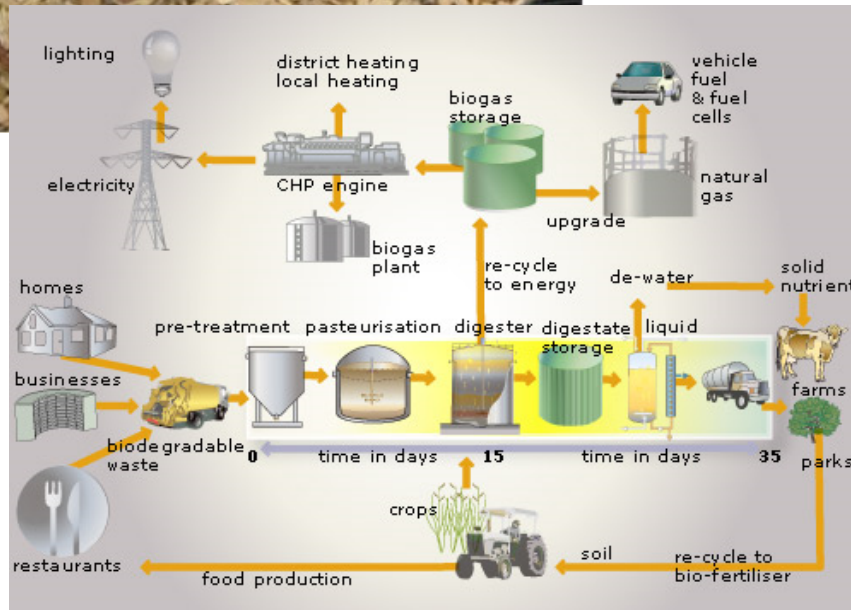 lighting
district heating
local heating
biogas
storage
vehicle
fuel
& fuel
cells
electricity
CHP engine
natural
gas
upgrade
biogas
plant
re-cycle
to energy
de-water
solid
nutrient
homes
pre-treatment
pasteurisation
digester
digestate
storage
liquid
businesses
farms
biodegradable
waste
0
time in days
15
time in days
35
parks
crops
restaurants
food production
soil
re-cycle to
bio-fertiliser